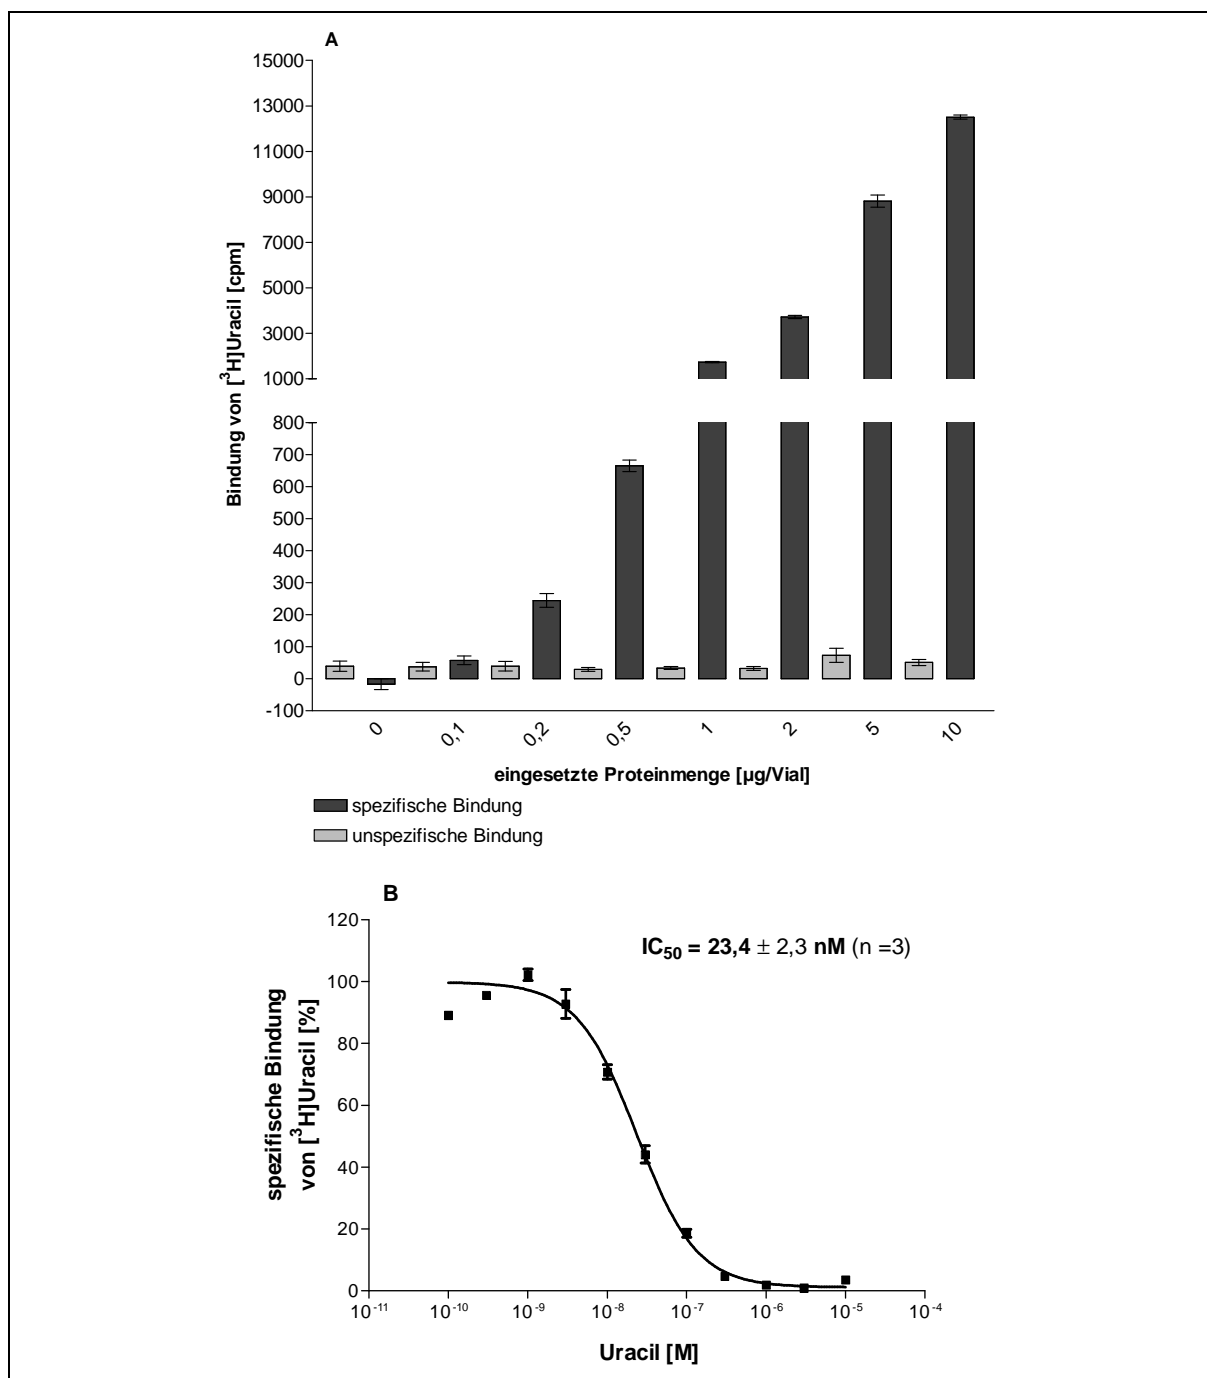 A
15000
13000
11000
9000
7000
5000
3000
1000
800
700
600
500
400
300
200
100
0
-100
Bindung von [³H]Uracil [cpm]
0 0,1 0,2 0,5 1 2 5 10
eingesetzte Proteinmenge [µg/Vial]
spezifische Bindung
unspezifische Bindung
B
120
100
80
60
40
20
0
spezifische Bindung
von [³H]Uracil [%]
IC₅₀ = 23,4 ± 2,3 nM (n =3)
10⁻¹¹ 10⁻¹⁰ 10⁻⁹ 10⁻⁸ 10⁻⁷ 10⁻⁶ 10⁻⁵ 10⁻⁴
Uracil [M]